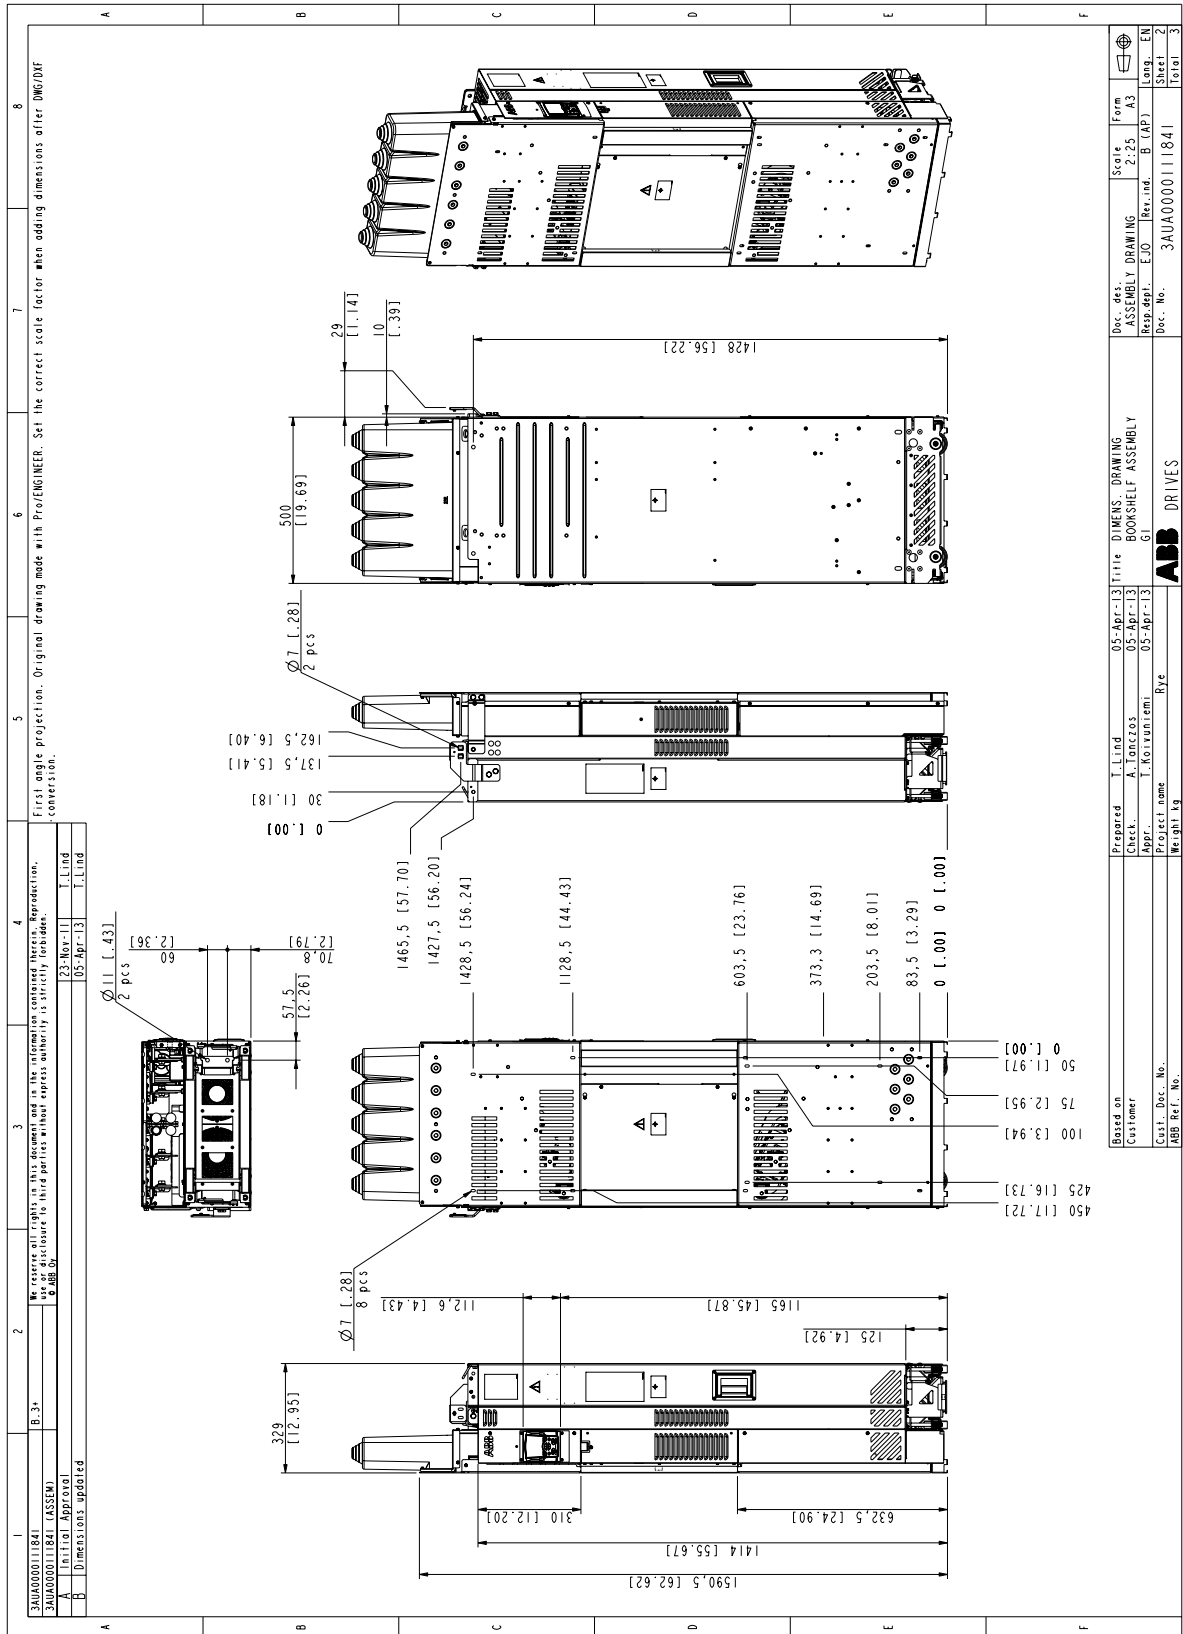 First angle projection. Original drawing made with Pro/ENGINEER. Set the correct scale factor when adding dimensions after DWG/DXF
conversion.
We reserve all rights in this document and in the information contained therein. Reproduction,
use or disclosure to third parties without express authority is strictly forbidden.
© ABB Oy
3AUA0000111841
B.3+
3AUA0000111841 (ASSEM)
A Initial Approval 23-Nov-11 T.Lind
B Dimensions updated 05-Apr-13 T.Lind
1 2 3 4 5 6 7 8
A B C D E F
A B C D E F
329
[12.95]
1590,5 [62.62]
1414 [55.67]
310 [12.20]
632,5 [24.90]
112,6 [4.43]
1165 [45.87]
125 [4.92]
ABB
Ø7 [.28]
8 pcs
Ø11 [.43]
2 pcs
60
[2.36]
70,8
[2.79]
57,5
[2.26]
1465,5 [57.70]
1427,5 [56.20]
1428,5 [56.24]
1128,5 [44.43]
603,5 [23.76]
373,3 [14.69]
203,5 [8.01]
83,5 [3.29]
0 [.00]
0 [.00]
0 [.00]
50 [1.97]
75 [2.95]
100 [3.94]
425 [16.73]
450 [17.72]
162,5 [6.40]
137,5 [5.41]
30 [1.18]
0 [.00]
Ø7 [.28]
2 pcs
500
[19.69]
29
[1.14]
10
[.39]
1428 [56.22]
ABB
Based on
Customer
Cust. Doc. No.
ABB Ref. No.
Prepared T.Lind 05-Apr-13
Check. A.Tanczos 05-Apr-13
Appr. T.Koivuniemi 05-Apr-13
Project name Rye
Weight kg
Title DIMENS. DRAWING
BOOKSHELF ASSEMBLY
G1
ABB DRIVES
Doc. des.
ASSEMBLY DRAWING
Scale 2:25
Form A3
Resp.dept. EJO
Rev.ind. B (AP)
Lang. EN
Doc. No.
3AUA0000111841
Sheet 2
Total 3